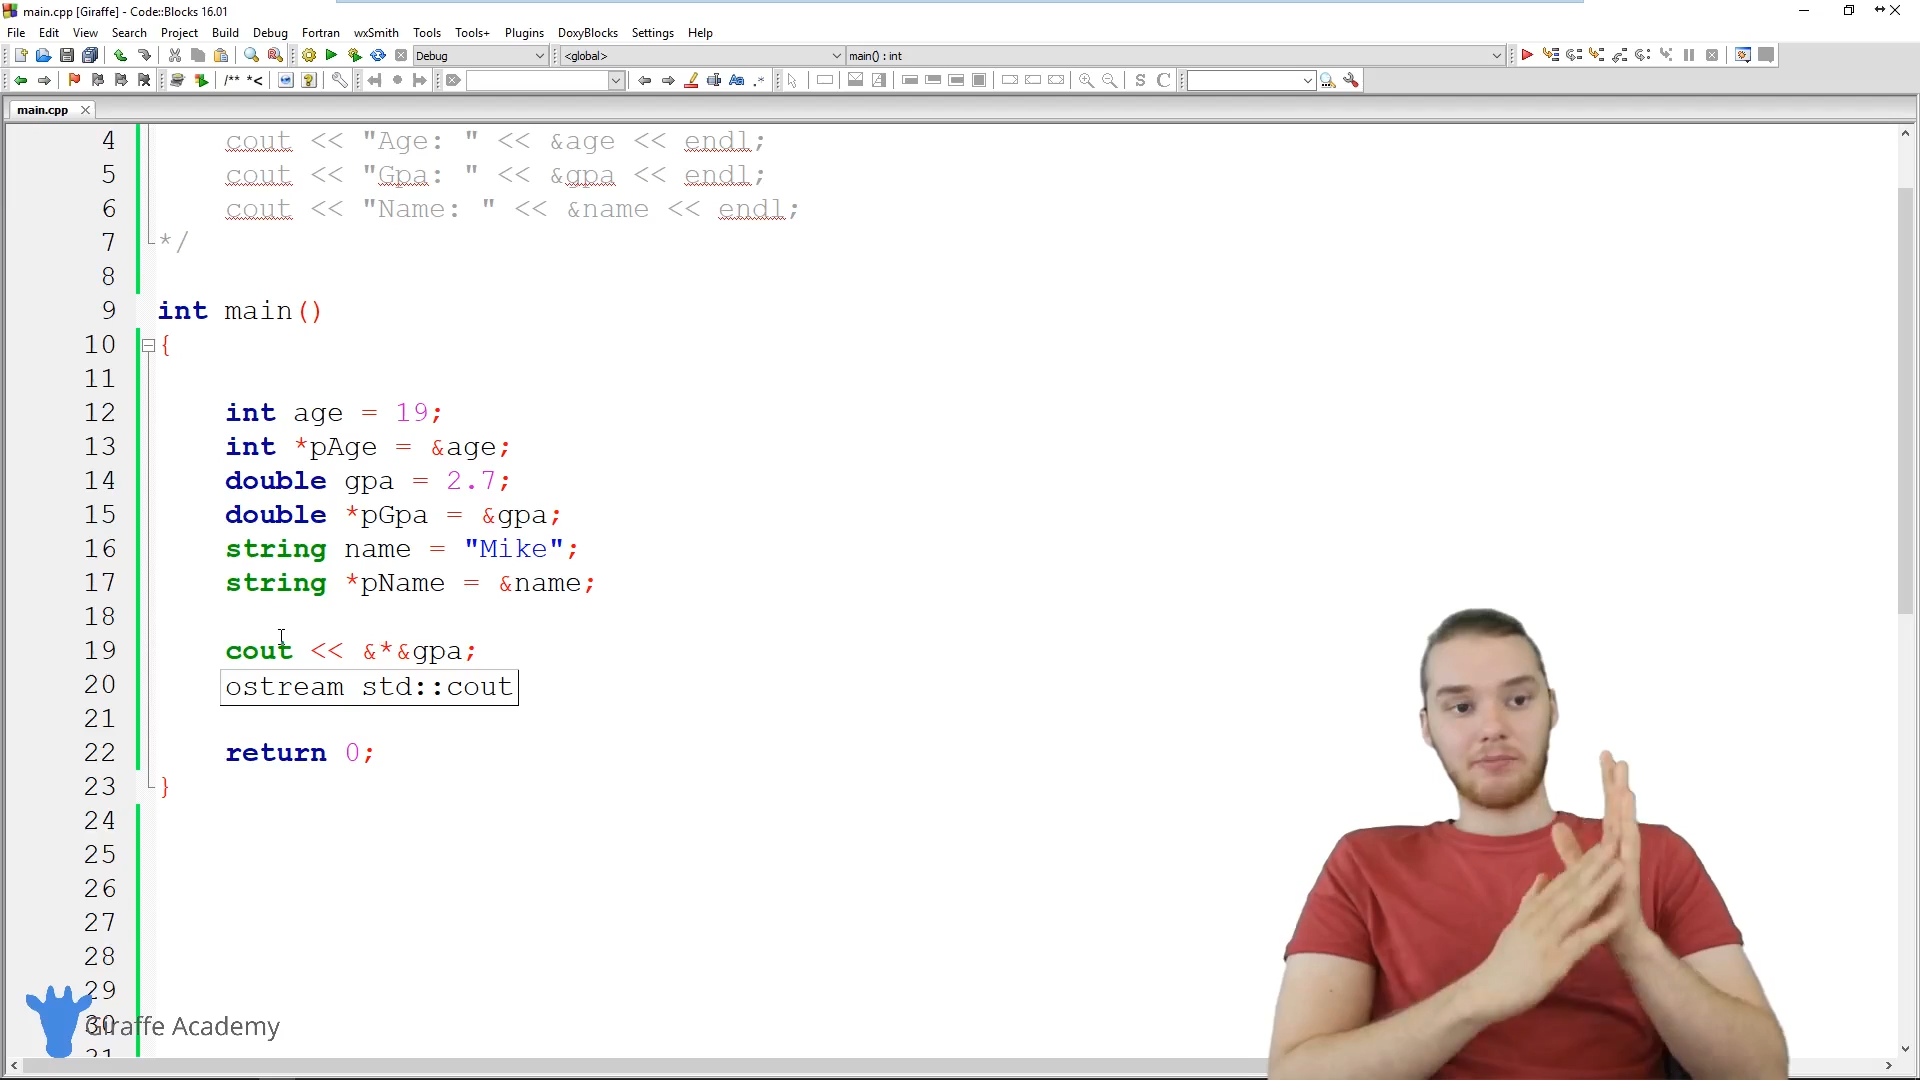 main.cpp [Giraffe] - Code::Blocks 16.01
File Edit View Search Project Build Debug Fortran wxSmith Tools Tools+ Plugins DoxyBlocks Settings Help
Debug <global> main() : int
/** *< Aa .* S C
main.cpp
4 cout << "Age: " << &age << endl;
5 cout << "Gpa: " << &gpa << endl;
6 cout << "Name: " << &name << endl;
7 */
8
9 int main()
10 {
11
12 int age = 19;
13 int *pAge = &age;
14 double gpa = 2.7;
15 double *pGpa = &gpa;
16 string name = "Mike";
17 string *pName = &name;
18
19 cout << &*&gpa;
20 ostream std::cout
21
22 return 0;
23 }
24
25
26
27
28
29
30
Giraffe Academy
31